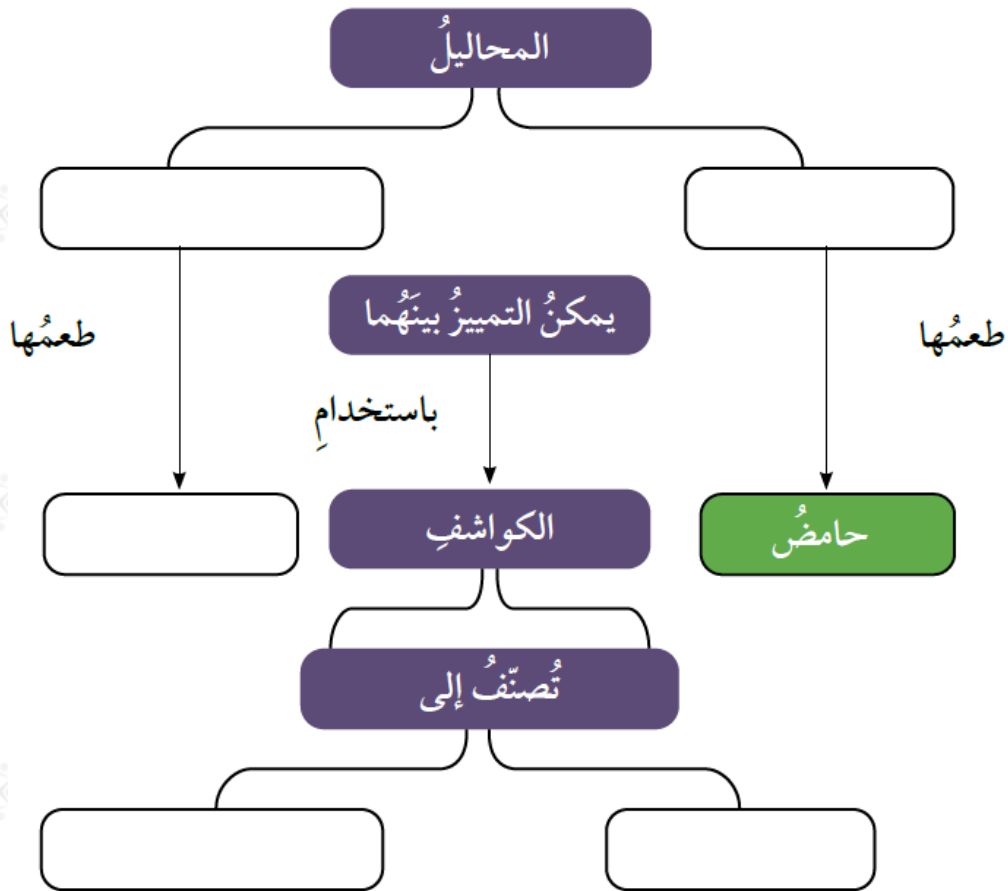 المحاليلُ
يمكنُ التمييزُ بينَهُما
طعمُها
طعمُها
باستخدامِ
حامضُ
الكواشفِ
تُصنّفُ إلى